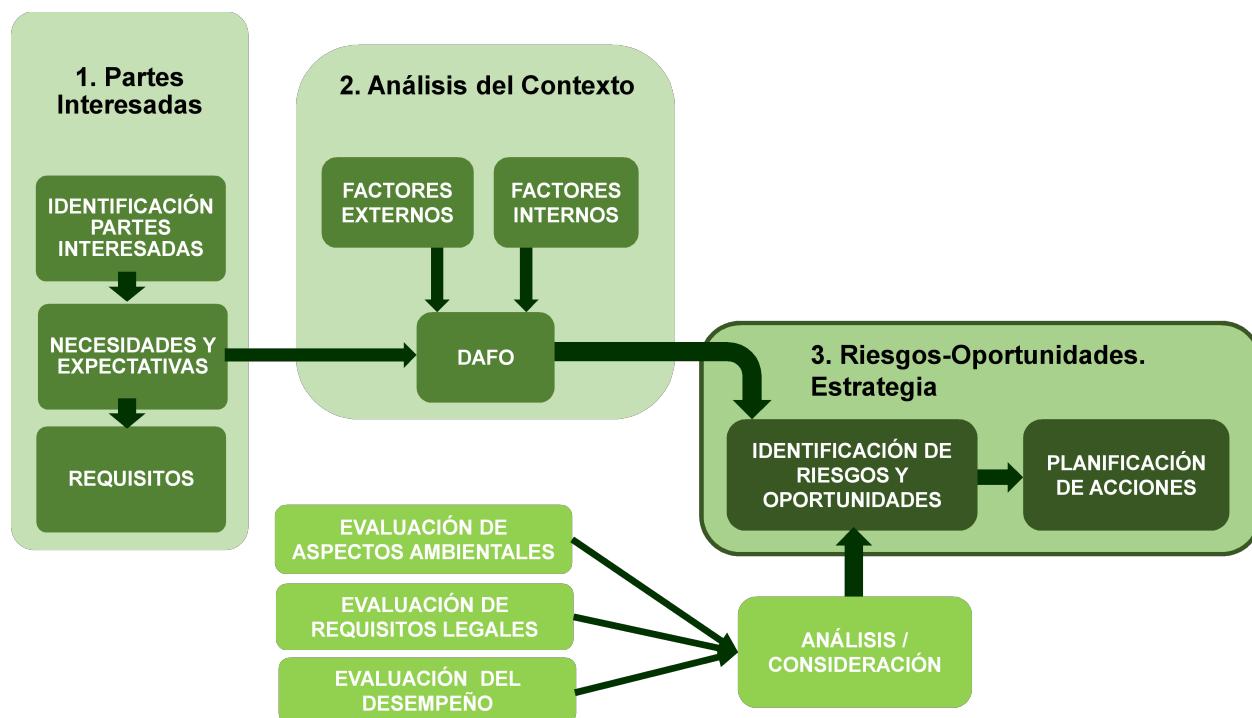 1. Partes
Interesadas
IDENTIFICACIÓN
PARTES
INTERESADAS
NECESIDADES Y
EXPECTATIVAS
REQUISITOS
2. Análisis del Contexto
FACTORES
EXTERNOS
FACTORES
INTERNOS
DAFO
3. Riesgos-Oportunidades.
Estrategia
IDENTIFICACIÓN DE
RIESGOS Y
OPORTUNIDADES
PLANIFICACIÓN
DE ACCIONES
EVALUACIÓN DE
ASPECTOS AMBIENTALES
EVALUACIÓN DE
REQUISITOS LEGALES
EVALUACIÓN DEL
DESEMPEÑO
ANÁLISIS /
CONSIDERACIÓN